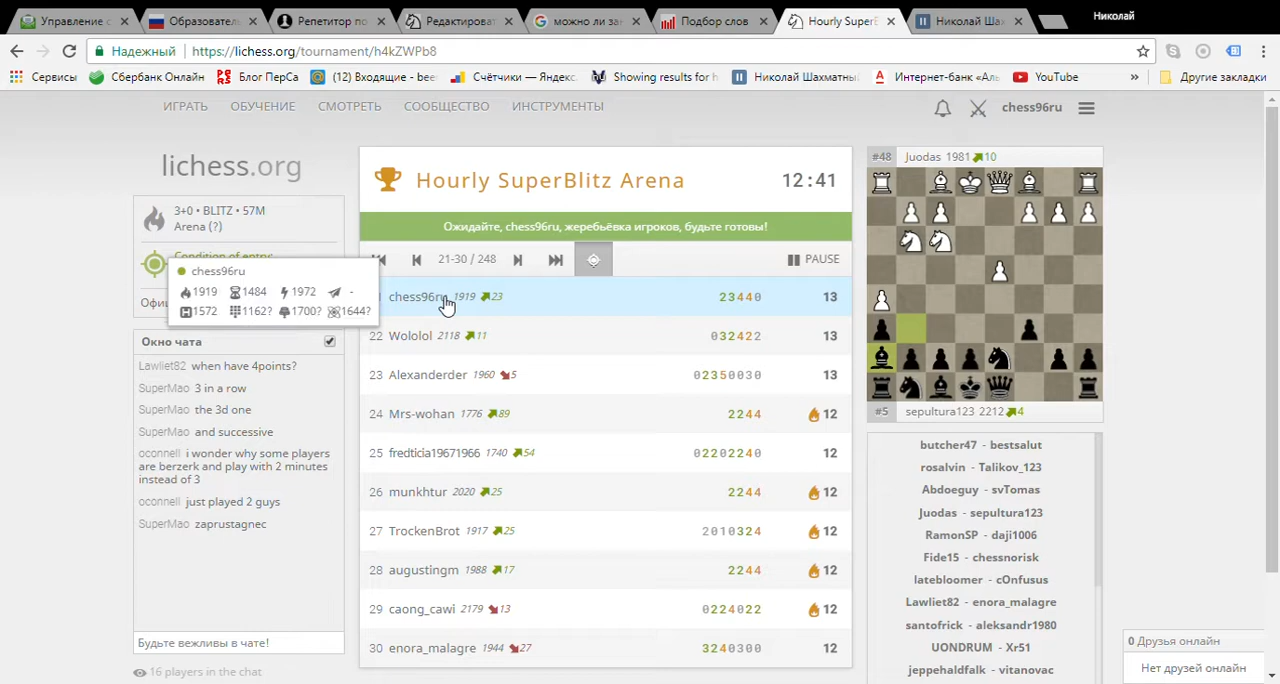 Управление с
Образовател
Репетитор по
Редактироват
можно ли за
Подбор слов
Hourly SuperB
Николай Шах
Николай
Надежный
https://lichess.org/tournament/h4kZWPb8
Сервисы
Сбербанк Онлайн
Блог ПерСа
(12) Входящие - bee
Счётчики — Яндекс.
Showing results for
Николай Шахматны
Интернет-банк «Аль
YouTube
»
Другие закладки
ИГРАТЬ
ОБУЧЕНИЕ
СМОТРЕТЬ
СООБЩЕСТВО
ИНСТРУМЕНТЫ
chess96ru
lichess.org
3+0 • BLITZ • 57M
Arena (?)
Condition of entry:
chess96ru
1919 1484 1972 -
1572 1162? 1700? 1644?
Офи
Окно чата
Lawliet82 when have 4points?
SuperMao 3 in a row
SuperMao the 3d one
SuperMao and successive
oconnell i wonder why some players
are berzerk and play with 2 minutes
instead of 3
oconnell just played 2 guys
SuperMao zaprustagnec
Будьте вежливы в чате!
16 players in the chat
Hourly SuperBlitz Arena
12:41
Ожидайте, chess96ru, жеребьёвка игроков, будьте готовы!
21-30 / 248
PAUSE
chess96ru 1919 23 23440 13
22 Wololol 2118 11 032422 13
23 Alexanderder 1960 5 02350030 13
24 Mrs-wohan 1776 89 2244 12
25 fredticia19671966 1740 54 02202240 12
26 munkhtur 2020 25 2244 12
27 TrockenBrot 1917 25 2010324 12
28 augustingm 1988 17 2244 12
29 caong_cawi 2179 13 0224022 12
30 enora_malagre 1944 27 3240300 12
#48 Juodas 1981 10
#5 sepultura123 2212 4
butcher47 - bestsalut
rosalvin - Talikov_123
Abdoeguy - svTomas
Juodas - sepultura123
RamonSP - daji1006
Fide15 - chessnorisk
latebloomer - cOnfusus
Lawliet82 - enora_malagre
santofrick - aleksandr1980
UONDRUM - Xr51
jeppehaldfalk - vitanovac
0 Друзья онлайн
Нет друзей онлайн